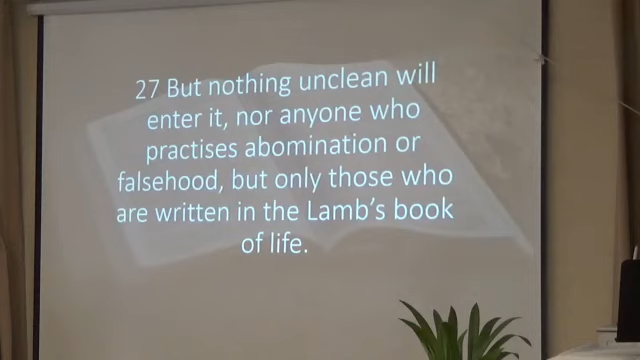 27 But nothing unclean will
enter it, nor anyone who
practises abomination or
falsehood, but only those who
are written in the Lamb's book
of life.